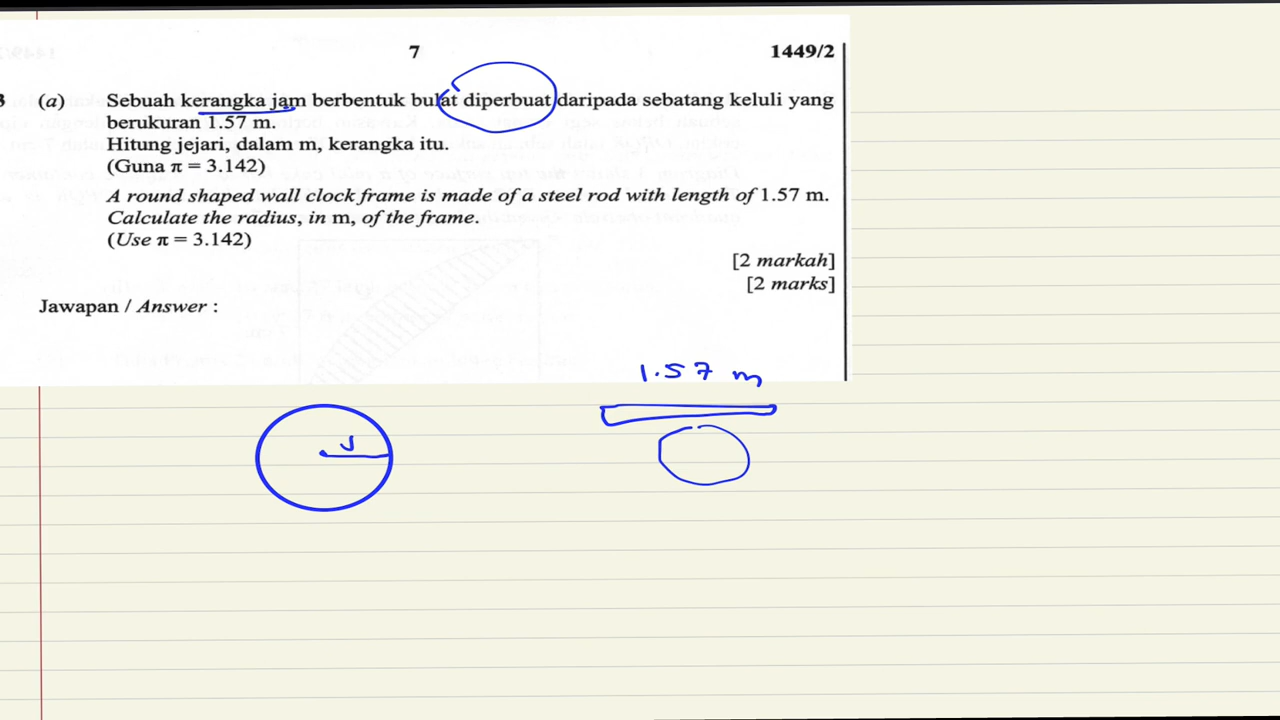 7
1449/2
(a) Sebuah kerangka jam berbentuk bulat diperbuat daripada sebatang keluli yang
berukuran 1.57 m.
Hitung jejari, dalam m, kerangka itu.
(Guna π = 3.142)
A round shaped wall clock frame is made of a steel rod with length of 1.57 m.
Calculate the radius, in m, of the frame.
(Use π = 3.142)
[2 markah]
[2 marks]
Jawapan / Answer :
1.57 m